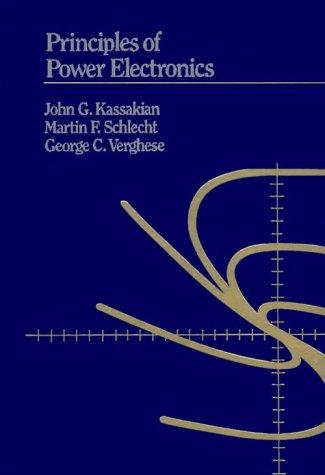 Principles of
Power Electronics
John G. Kassakian
Martin F. Schlecht
George C. Verghese